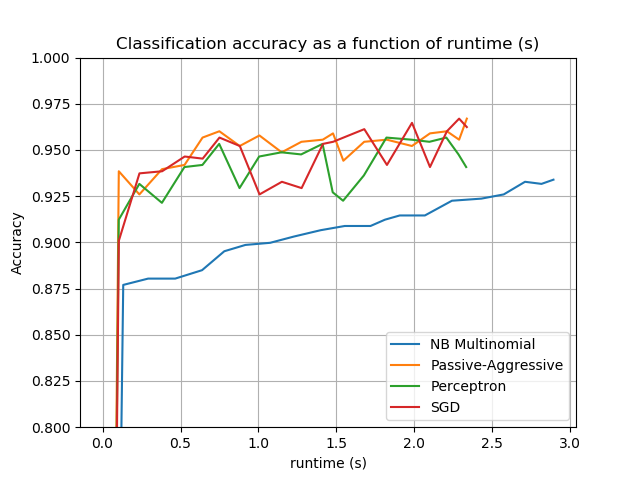 Classification accuracy as a function of runtime (s)
1.000
0.975
0.950
0.925
0.900
0.875
0.850
0.825
0.800
Accuracy
0.0 0.5 1.0 1.5 2.0 2.5 3.0
runtime (s)
NB Multinomial
Passive-Aggressive
Perceptron
SGD